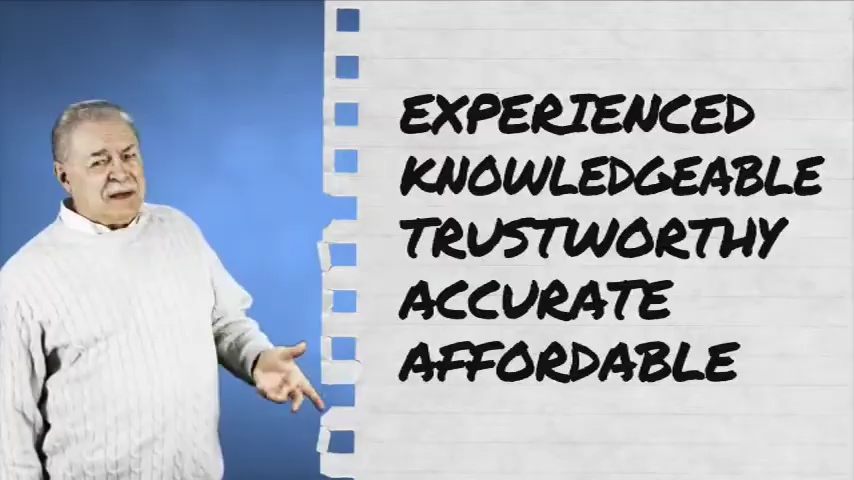 EXPERIENCED
KNOWLEDGEABLE
TRUSTWORTHY
ACCURATE
AFFORDABLE